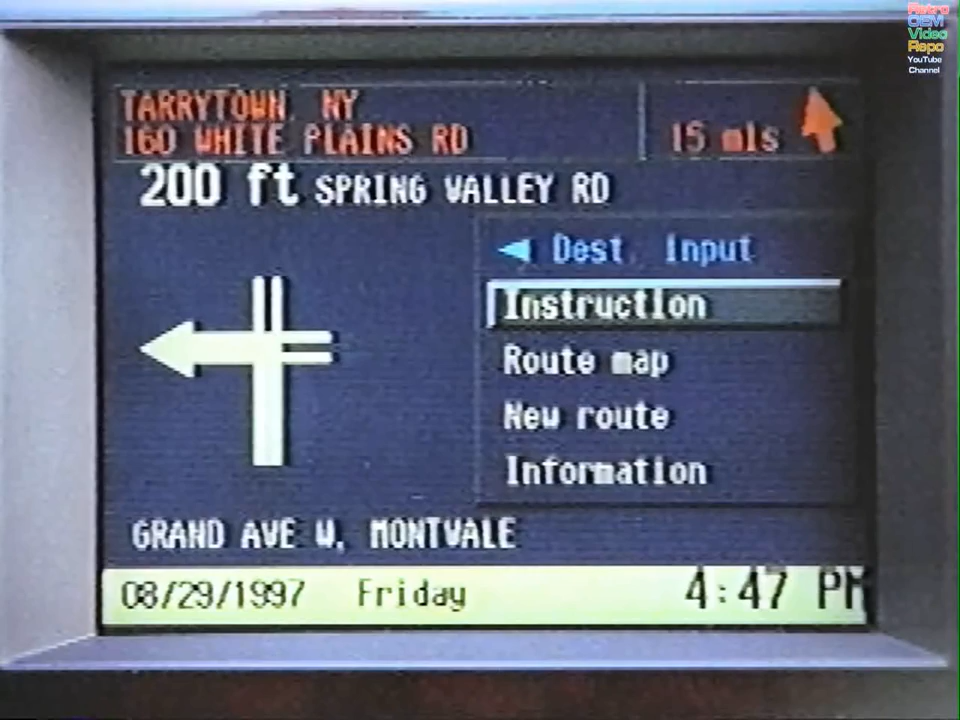 Retro
OEM
Video
Repo
YouTube
Channel
TARRYTOWN, NY
160 WHITE PLAINS RD
15 mls
200 ft SPRING VALLEY RD
Dest. Input
Instruction
Route map
New route
Information
GRAND AVE W, MONTVALE
08/29/1997 Friday 4:47 PM